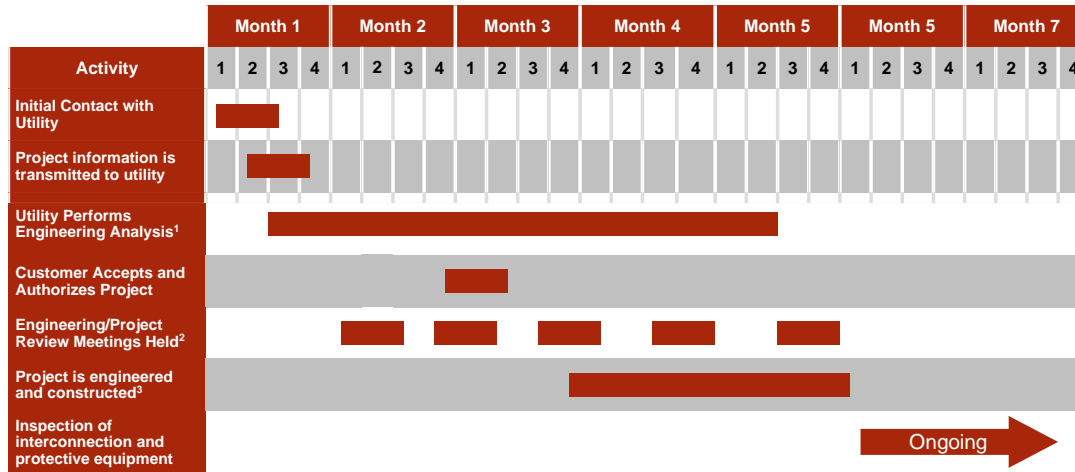 Month 1 Month 2 Month 3 Month 4 Month 5 Month 5 Month 7
Activity 1 2 3 4 1 2 3 4 1 2 3 4 1 2 3 4 1 2 3 4 1 2 3 4 1 2 3 4
Initial Contact with
Utility
Project information is
transmitted to utility
Utility Performs
Engineering Analysis¹
Customer Accepts and
Authorizes Project
Engineering/Project
Review Meetings Held²
Project is engineered
and constructed³
Inspection of
interconnection and
protective equipment
Ongoing